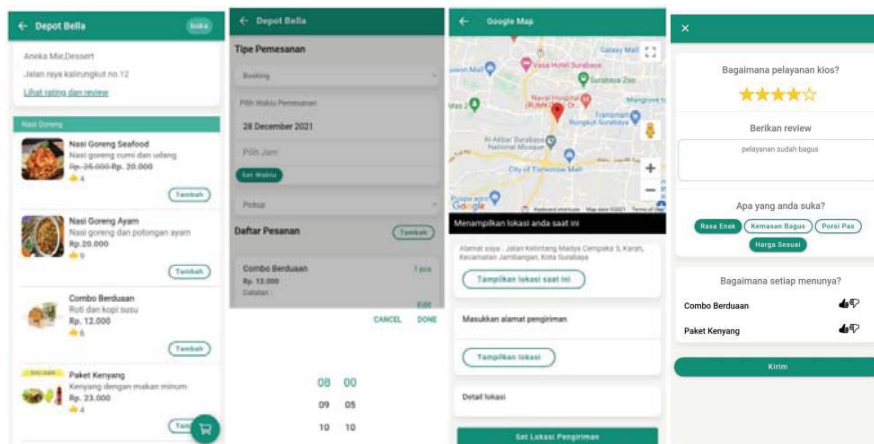 Depot Bella
buka
Aneka Mie,Dessert
Jalan raya kalirungkut no.12
Lihat rating dan review
Nasi Goreng
Nasi Goreng Seafood
Nasi goreng cumi dan udang
Rp. 25.000 Rp. 20.000
4
Tambah
Nasi Goreng Ayam
Nasi goreng dan potongan ayam
Rp.20.000
9
Tambah
Combo Berduaan
Roti dan kopi susu
Rp. 12.000
6
Tambah
Paket Kenyang
Kenyang dengan makan minum
Rp. 23.000
4
Depot Bella
Tipe Pemesanan
Booking
Pilih Waktu Pemesanan
28 December 2021
Pilih Jam
Set Waktu
Pickup
Daftar Pesanan
Tambah
Combo Berduaan
1 pcs
Rp. 12.000
Catatan :
Edit
CANCEL DONE
08 00
09 05
10 10
Google Map
Galaxy Mall
Vasa Hotel Surabaya
Surabaya Zoo
Naval Hospital
Mangrove
Transmart
Rungkut Surabaya
Al-Akbar Surabaya
National Mosque
City of Tomorrow Mall
Google
Keyboard shortcuts
Map data ©2021
Menampilkan lokasi anda saat ini
Alamat saya : Jalan Ketintang Madya Cempaka 5, Karah,
Kecamatan Jambangan, Kota Surabaya
Tampilkan lokasi saat ini
Masukkan alamat pengiriman
Tampilkan lokasi
Detail lokasi
Set Lokasi Pengiriman
Bagaimana pelayanan kios?
Berikan review
pelayanan sudah bagus
Apa yang anda suka?
Rasa Enak
Kemasan Bagus
Porsi Pas
Harga Sesuai
Bagaimana setiap menunya?
Combo Berduaan
Paket Kenyang
Kirim